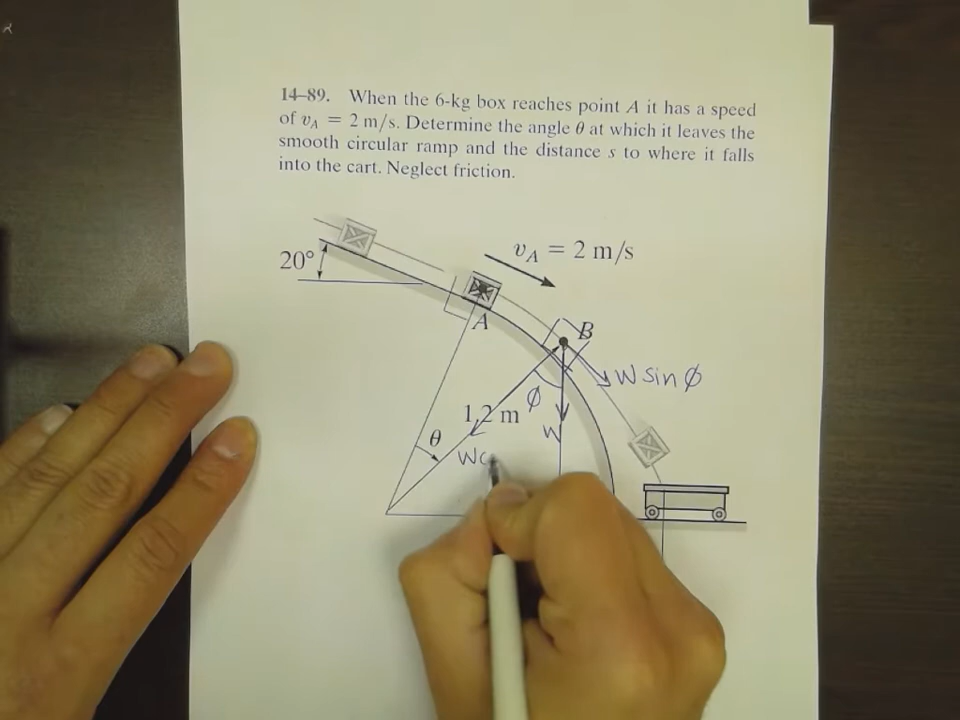 14–89. When the 6-kg box reaches point A it has a speed
of vA = 2 m/s. Determine the angle θ at which it leaves the
smooth circular ramp and the distance s to where it falls
into the cart. Neglect friction.
vA = 2 m/s
20°
A
B
W sin ϕ
1.2 m
ϕ
W
θ